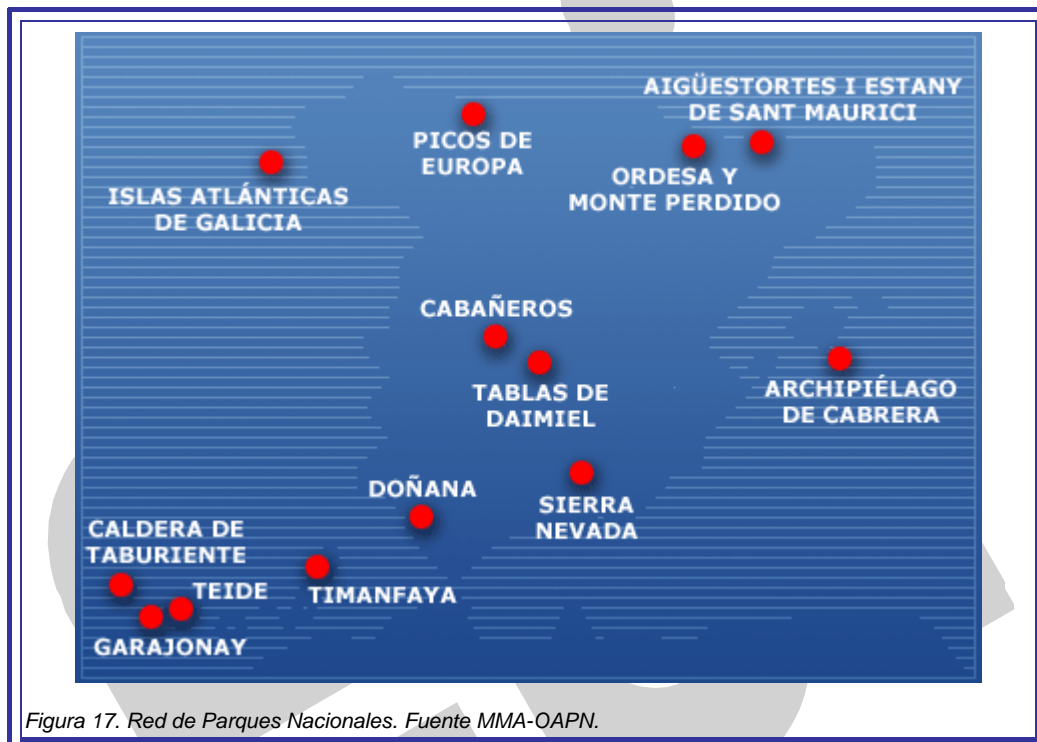 AIGÜESTORTES I ESTANY
DE SANT MAURICI
PICOS DE
EUROPA
ORDESA Y
MONTE PERDIDO
ISLAS ATLÁNTICAS
DE GALICIA
CABAÑEROS
TABLAS DE
DAIMIEL
ARCHIPIÉLAGO
DE CABRERA
DOÑANA
SIERRA
NEVADA
CALDERA DE
TABURIENTE
TEIDE
TIMANFAYA
GARAJONAY
Figura 17. Red de Parques Nacionales. Fuente MMA-OAPN.